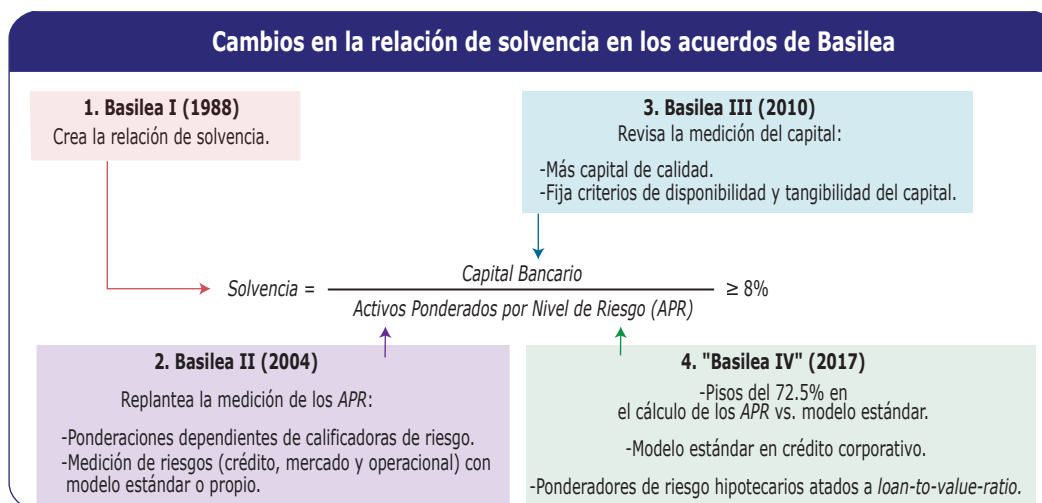 Cambios en la relación de solvencia en los acuerdos de Basilea
1. Basilea I (1988)
Crea la relación de solvencia.
3. Basilea III (2010)
Revisa la medición del capital:
-Más capital de calidad.
-Fija criterios de disponibilidad y tangibilidad del capital.
Solvencia = Capital Bancario / Activos Ponderados por Nivel de Riesgo (APR) ≥ 8%
2. Basilea II (2004)
Replantea la medición de los APR:
-Ponderaciones dependientes de calificadoras de riesgo.
-Medición de riesgos (crédito, mercado y operacional) con
modelo estándar o propio.
4. "Basilea IV" (2017)
-Pisos del 72.5% en
el cálculo de los APR vs. modelo estándar.
-Modelo estándar en crédito corporativo.
-Ponderadores de riesgo hipotecarios atados a loan-to-value-ratio.